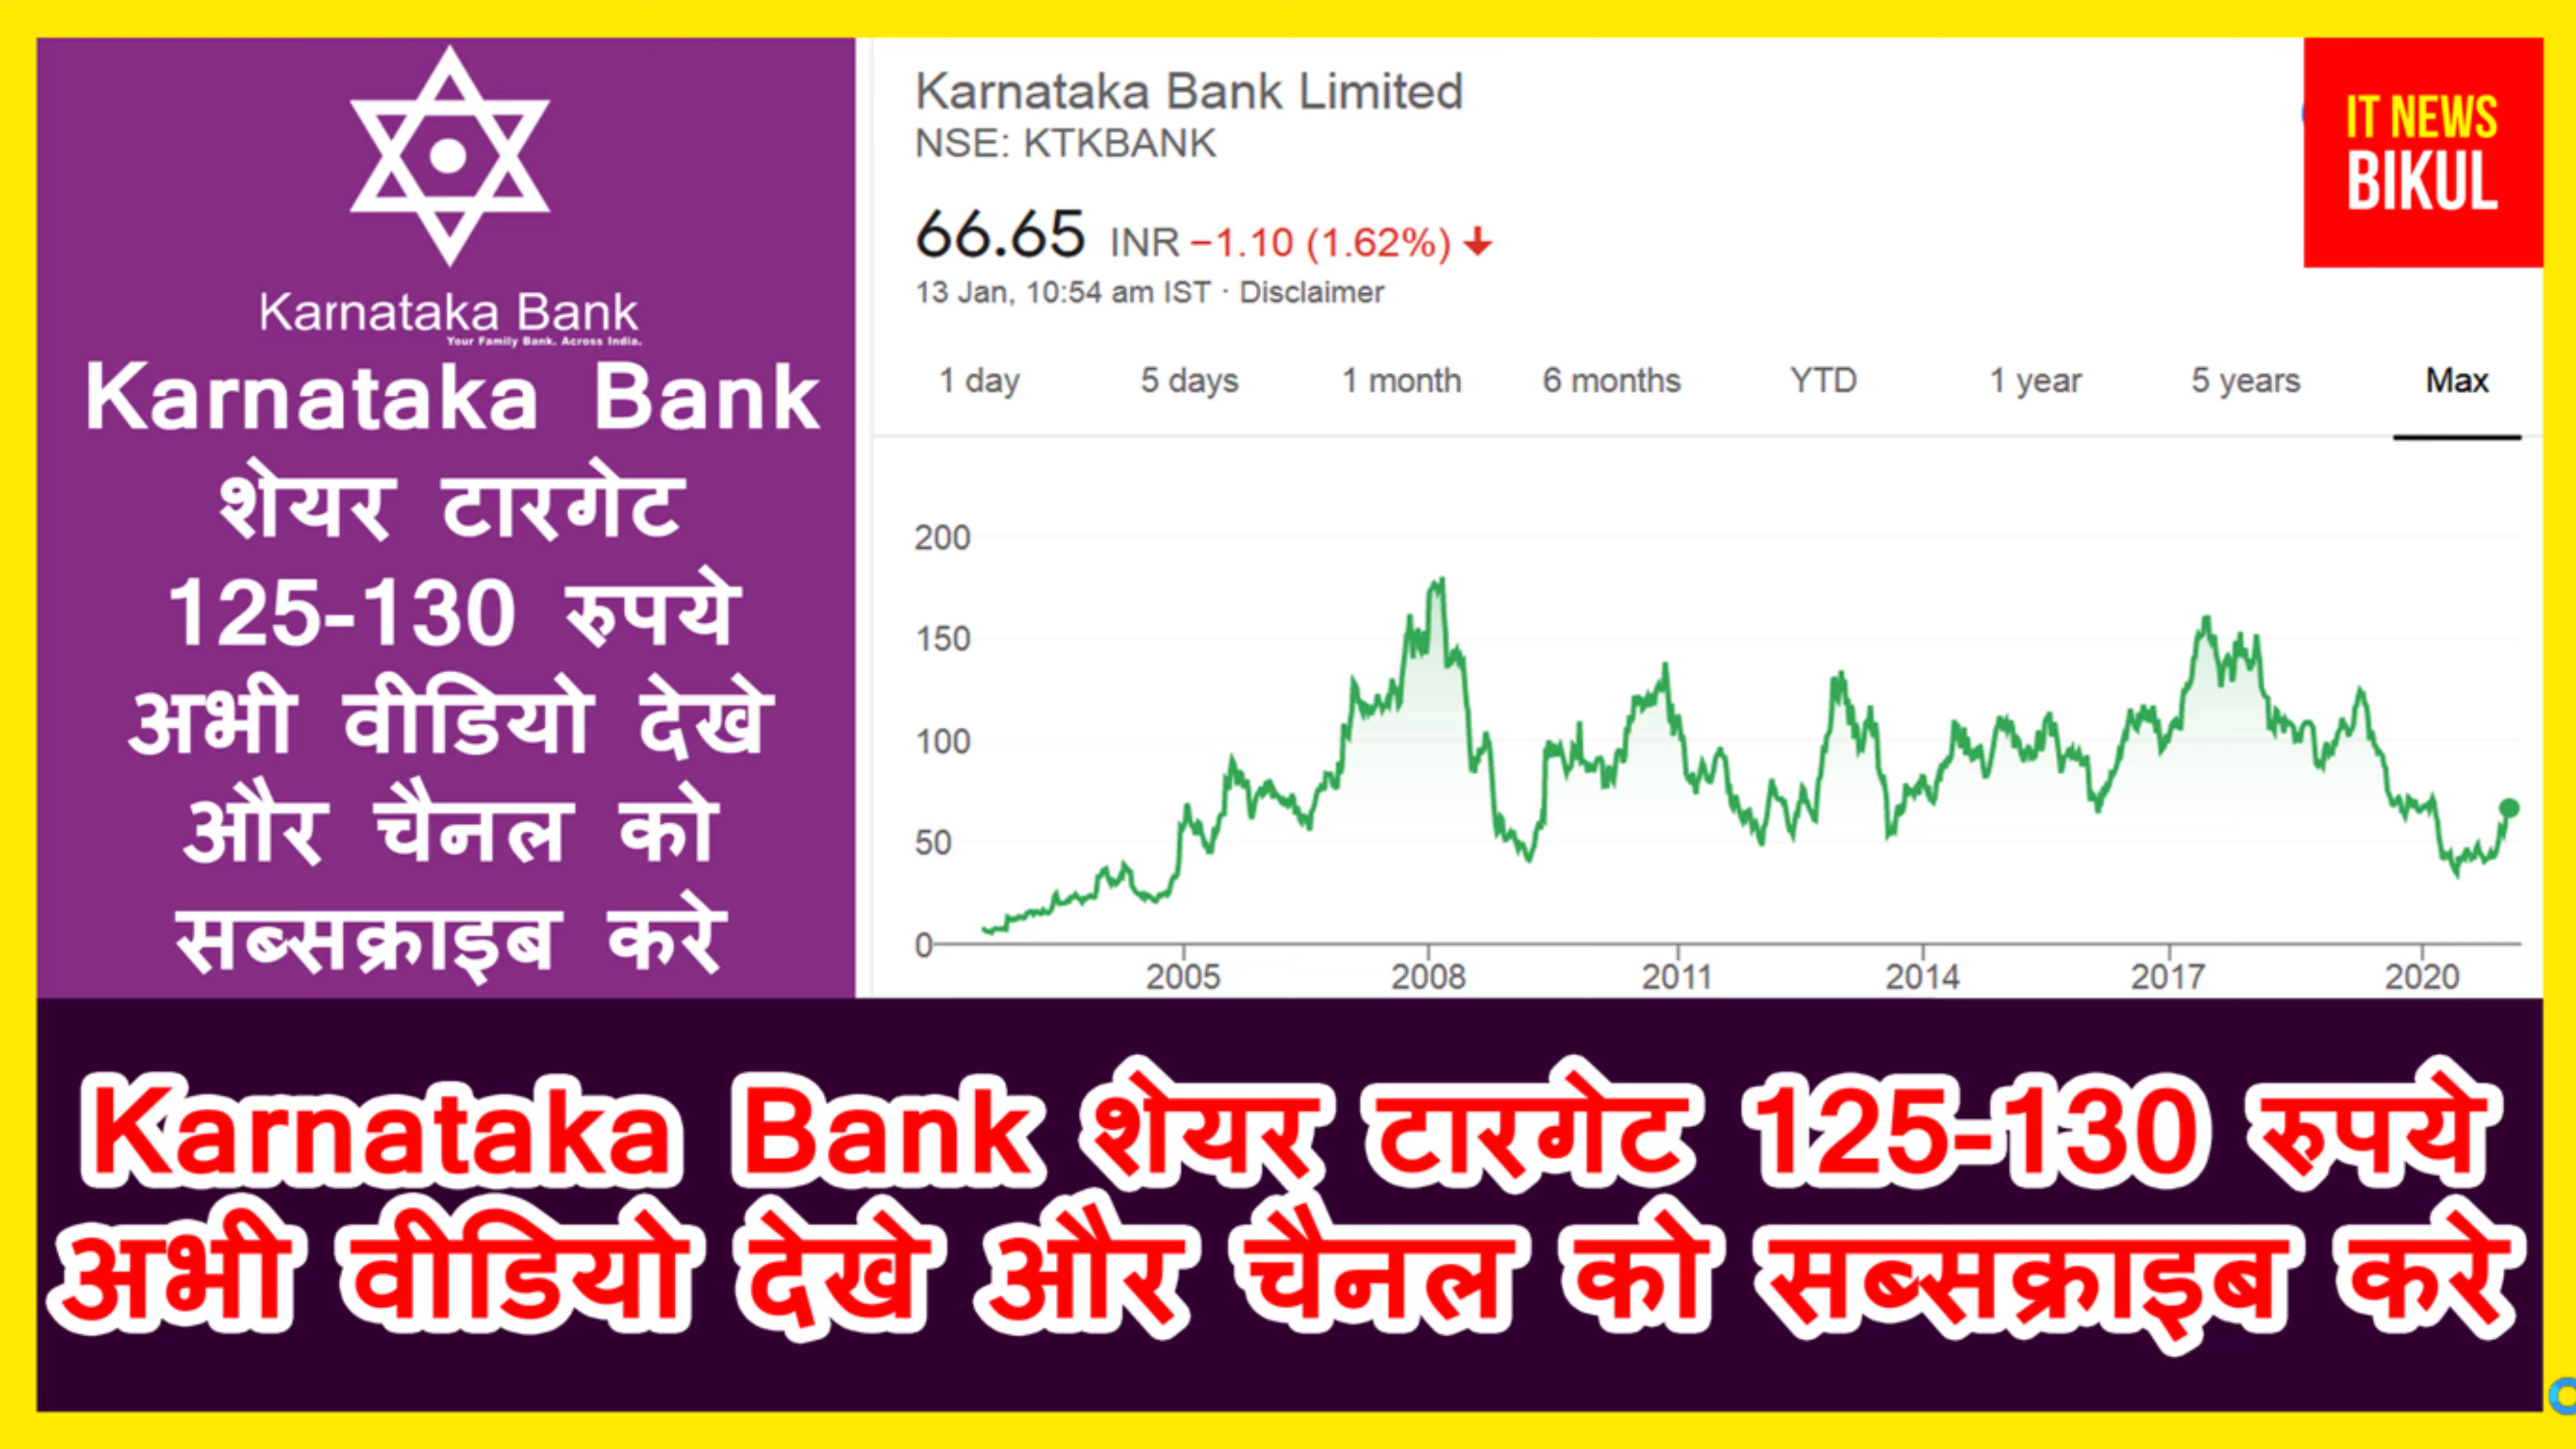 Karnataka Bank
Your Family Bank. Across India.
Karnataka Bank
शेयर टारगेट
125-130 रुपये
अभी वीडियो देखे
और चैनल को
सब्सक्राइब करे
Karnataka Bank Limited
NSE: KTKBANK
66.65 INR −1.10 (1.62%)
13 Jan, 10:54 am IST · Disclaimer
1 day 5 days 1 month 6 months YTD 1 year 5 years Max
200
150
100
50
0
2005 2008 2011 2014 2017 2020
IT NEWS
BIKUL
Karnataka Bank शेयर टारगेट 125-130 रुपये
अभी वीडियो देखे और चैनल को सब्सक्राइब करे